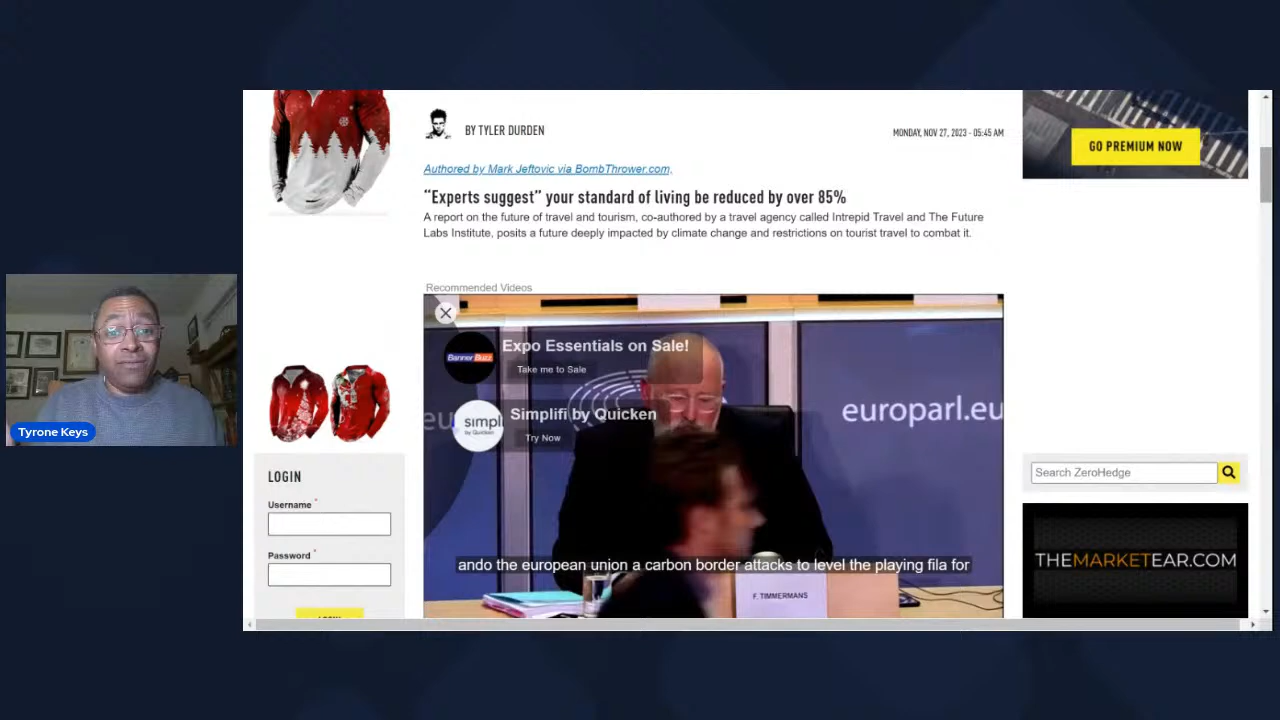 BY TYLER DURDEN
MONDAY, NOV 27, 2023 - 05:45 AM
GO PREMIUM NOW
Authored by Mark Jeftovic via BombThrower.com,
“Experts suggest” your standard of living be reduced by over 85%
A report on the future of travel and tourism, co-authored by a travel agency called Intrepid Travel and The Future
Labs Institute, posits a future deeply impacted by climate change and restrictions on tourist travel to combat it.
Recommended Videos
BannerBuzz
Expo Essentials on Sale!
Take me to Sale
simpli
by Quicken
Simplifi by Quicken
Try Now
eu
europarl.eu
ando the european union a carbon border attacks to level the playing fila for
F. TIMMERMANS
Tyrone Keys
LOGIN
Username *
Password *
Search ZeroHedge
THEMARKETEAR.COM